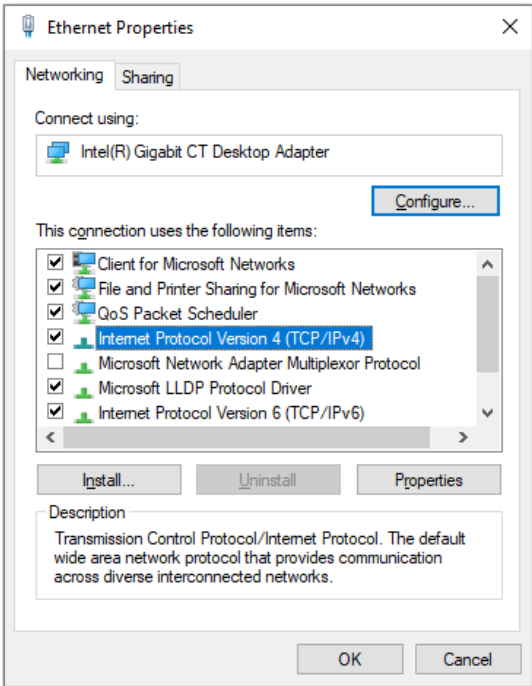 Ethernet Properties
Networking
Sharing
Connect using:
Intel(R) Gigabit CT Desktop Adapter
Configure...
This connection uses the following items:
Client for Microsoft Networks
File and Printer Sharing for Microsoft Networks
QoS Packet Scheduler
Internet Protocol Version 4 (TCP/IPv4)
Microsoft Network Adapter Multiplexor Protocol
Microsoft LLDP Protocol Driver
Internet Protocol Version 6 (TCP/IPv6)
Install...
Uninstall
Properties
Description
Transmission Control Protocol/Internet Protocol. The default
wide area network protocol that provides communication
across diverse interconnected networks.
OK
Cancel